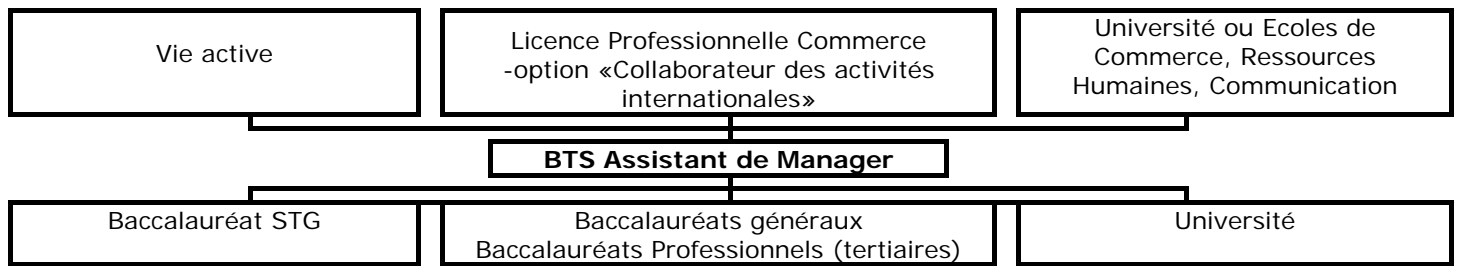 Vie active
Licence Professionnelle Commerce
-option «Collaborateur des activités
internationales»
Université ou Ecoles de
Commerce, Ressources
Humaines, Communication
BTS Assistant de Manager
Baccalauréat STG
Baccalauréats généraux
Baccalauréats Professionnels (tertiaires)
Université